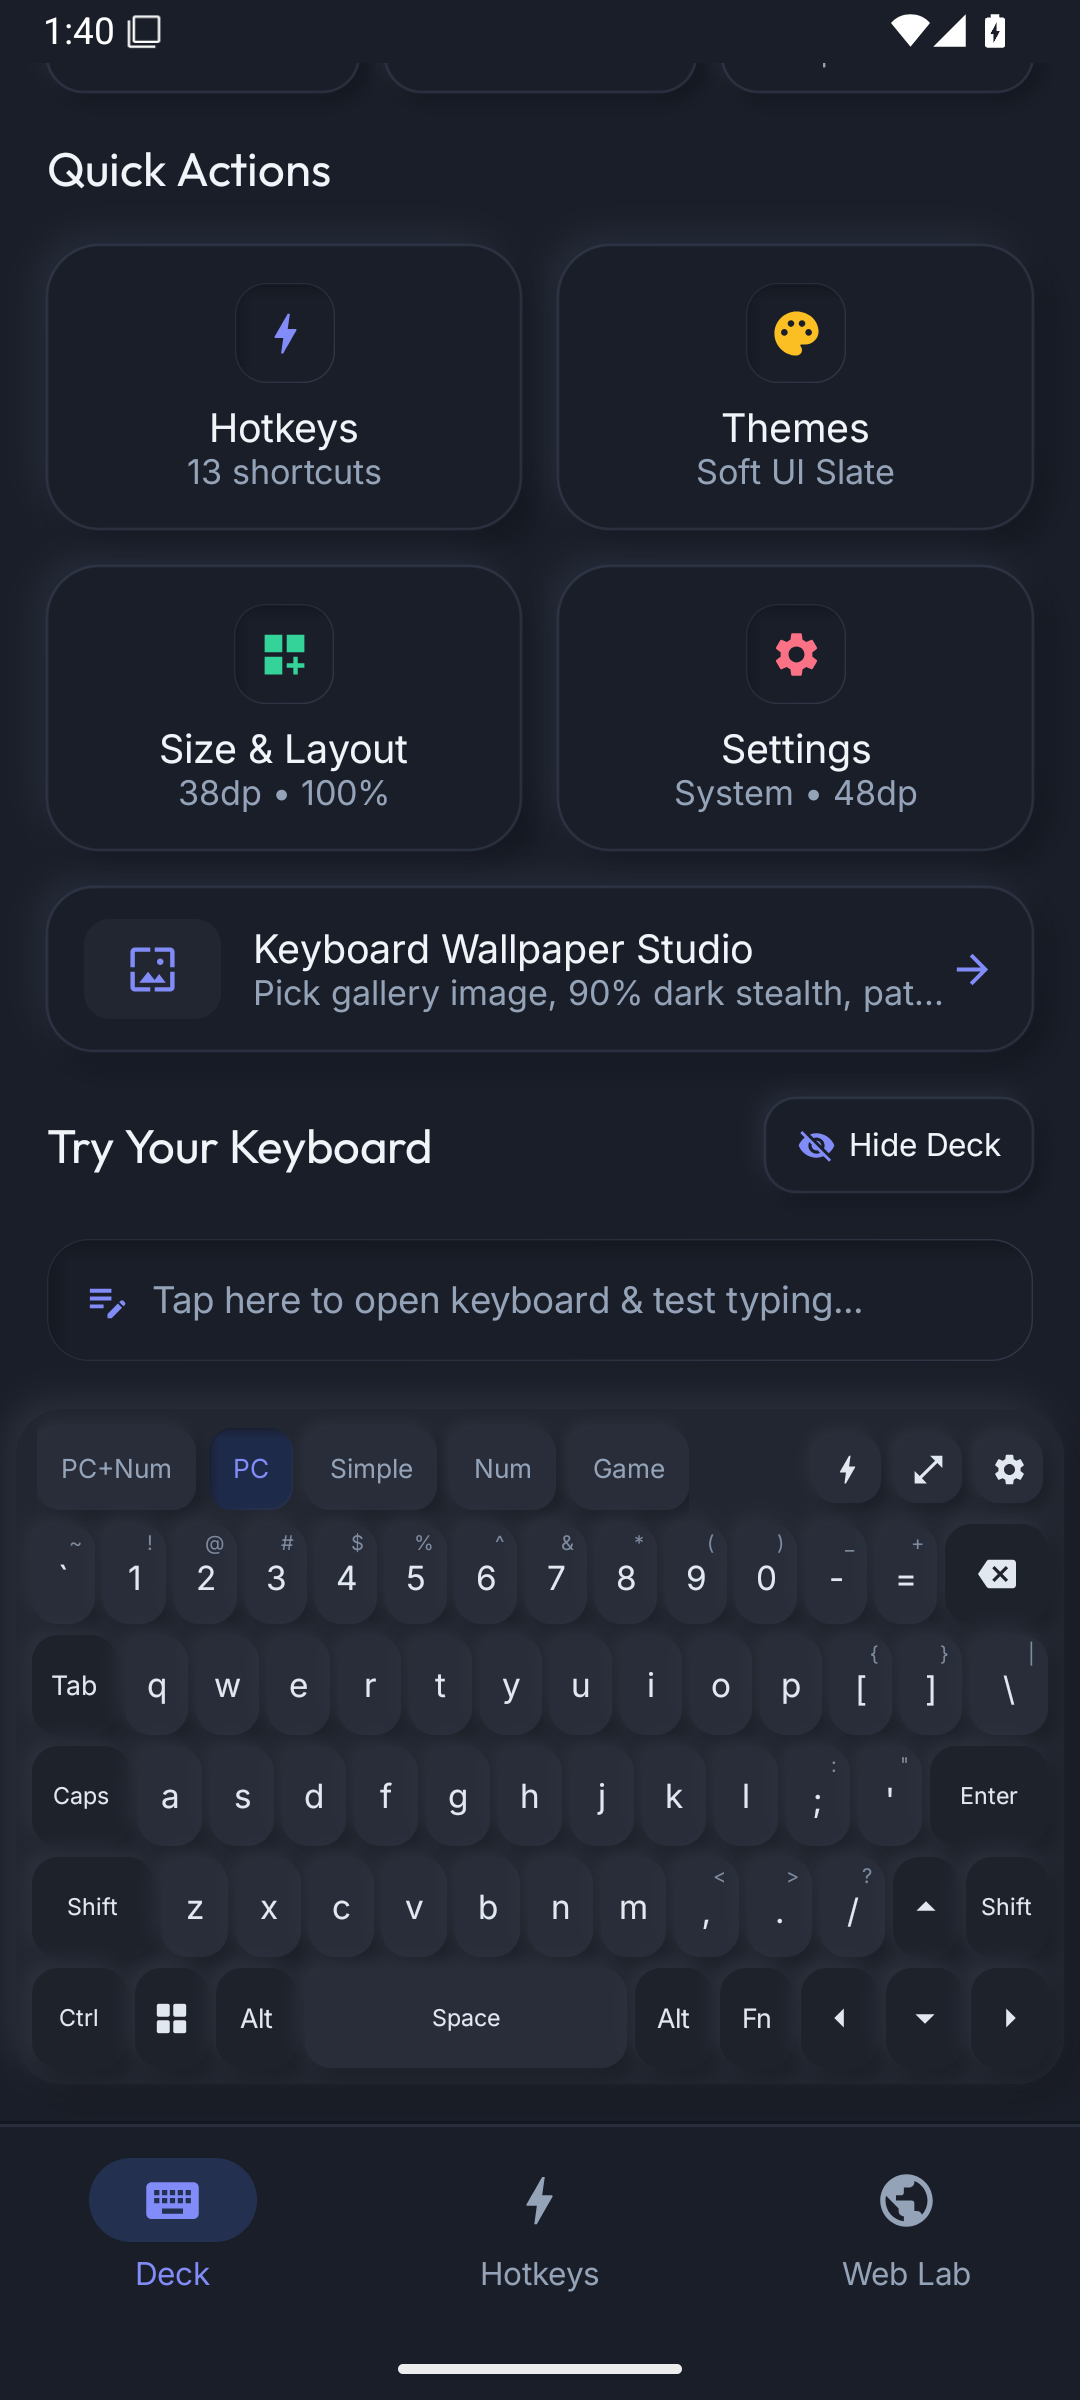 1:40
Quick Actions
Hotkeys
13 shortcuts
Themes
Soft UI Slate
Size & Layout
38dp • 100%
Settings
System • 48dp
Keyboard Wallpaper Studio
Pick gallery image, 90% dark stealth, pat...
Try Your Keyboard
Hide Deck
Tap here to open keyboard & test typing...
PC+Num PC Simple Num Game
~ ! @ # $ % ^ & * ( ) _ +
` 1 2 3 4 5 6 7 8 9 0 - =
{ } |
Tab q w e r t y u i o p [ ] \
: "
Caps a s d f g h j k l ; ' Enter
< > ?
Shift z x c v b n m , . / Shift
Ctrl Alt Space Alt Fn
Deck Hotkeys Web Lab